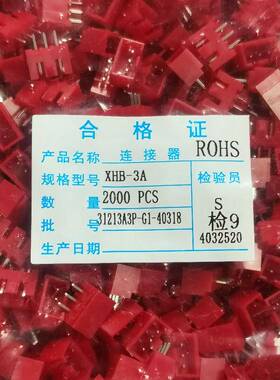 合格证
产品名称 连接器 ROHS
规格型号 XHB-3A 检验员
数量 2000 PCS S
批号 31213A3P-G1-40318 检9
生产日期 4032520